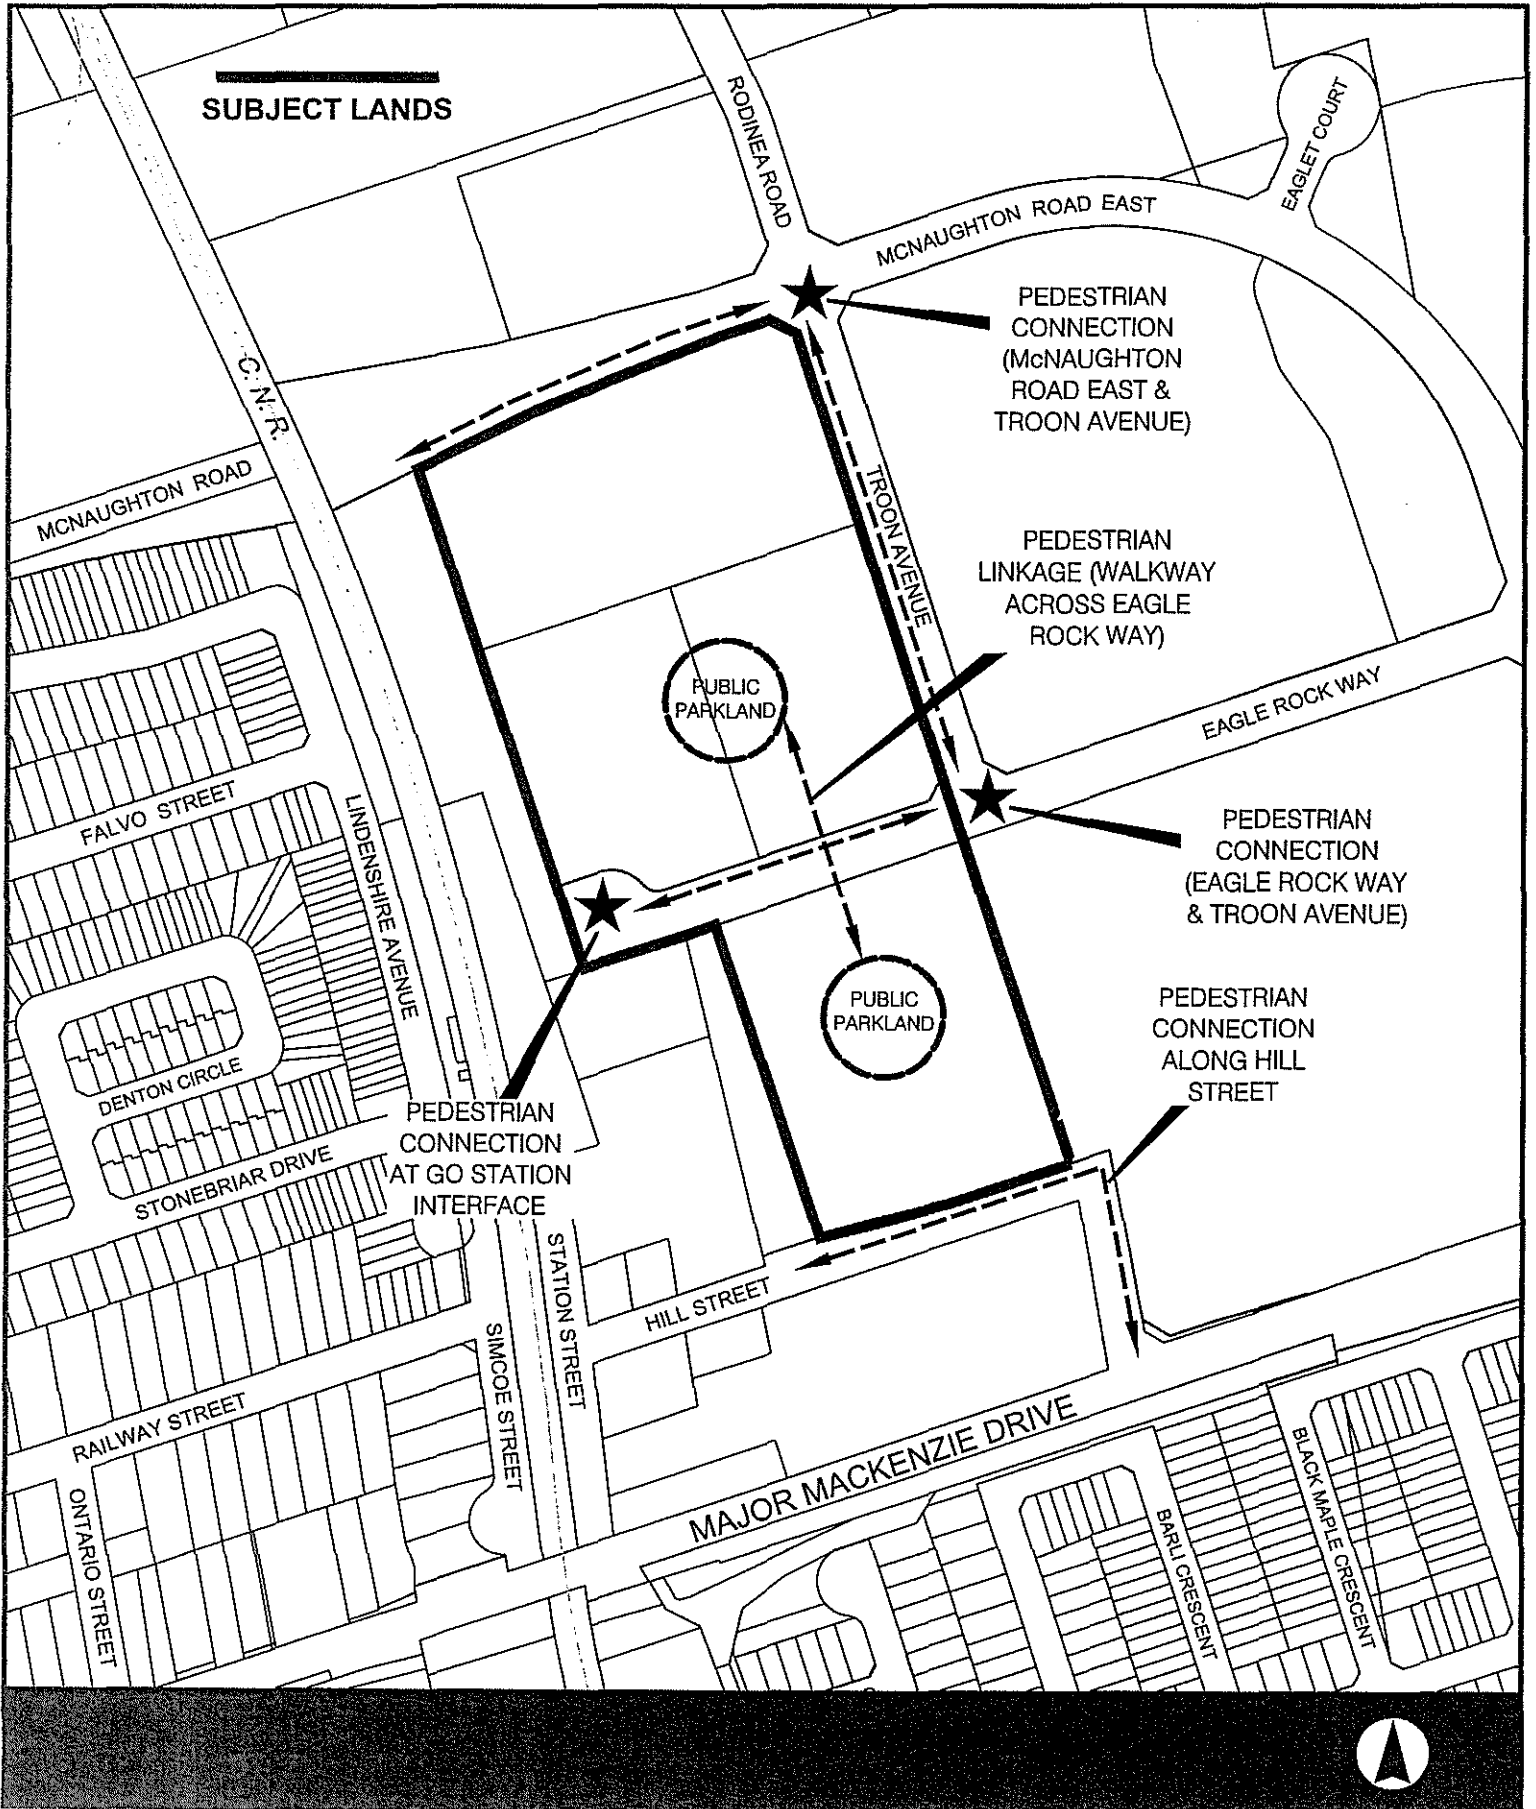 SUBJECT LANDS
RODINEA ROAD
EAGLET COURT
MCNAUGHTON ROAD EAST
PEDESTRIAN
CONNECTION
(McNAUGHTON
ROAD EAST &
TROON AVENUE)
C. N. R.
MCNAUGHTON ROAD
TROON AVENUE
PEDESTRIAN
LINKAGE (WALKWAY
ACROSS EAGLE
ROCK WAY)
PUBLIC
PARKLAND
EAGLE ROCK WAY
FALVO STREET
LINDENSHIRE AVENUE
PEDESTRIAN
CONNECTION
(EAGLE ROCK WAY
& TROON AVENUE)
PUBLIC
PARKLAND
PEDESTRIAN
CONNECTION
ALONG HILL
STREET
DENTON CIRCLE
STONEBRIAR DRIVE
PEDESTRIAN
CONNECTION
AT GO STATION
INTERFACE
STATION STREET
HILL STREET
SIMCOE STREET
RAILWAY STREET
MAJOR MACKENZIE DRIVE
ONTARIO STREET
BARLI CRESCENT
BLACK MAPLE CRESCENT